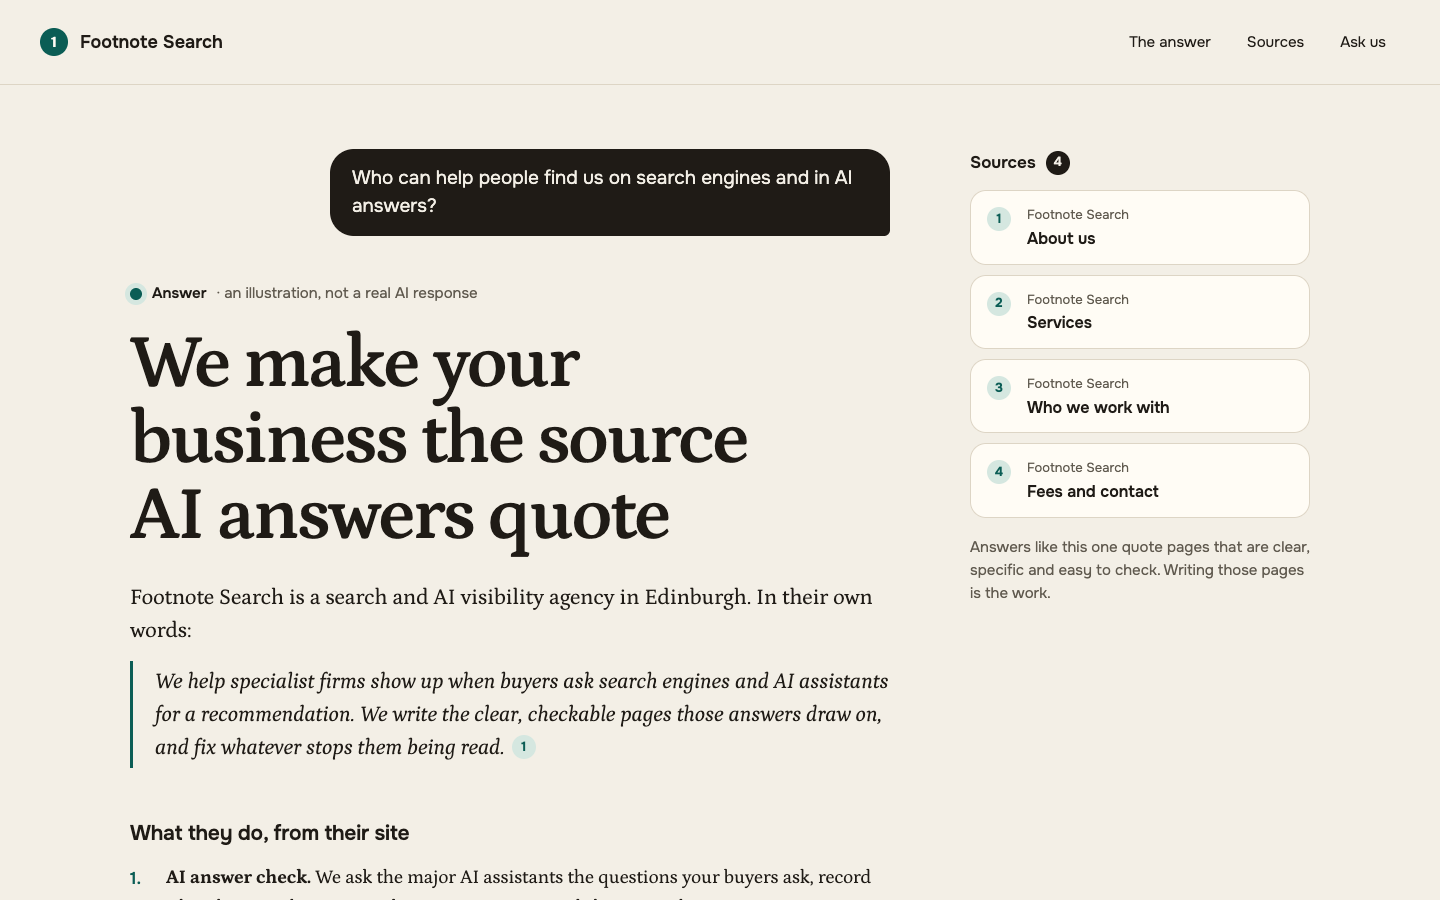 1 Footnote Search
The answer Sources Ask us
Who can help people find us on search engines and in AI
answers?
Answer · an illustration, not a real AI response
We make your
business the source
AI answers quote
Footnote Search is a search and AI visibility agency in Edinburgh. In their own
words:
We help specialist firms show up when buyers ask search engines and AI assistants
for a recommendation. We write the clear, checkable pages those answers draw on,
and fix whatever stops them being read. 1
What they do, from their site
1. AI answer check. We ask the major AI assistants the questions your buyers ask, record
Sources 4
1 Footnote Search
About us
2 Footnote Search
Services
3 Footnote Search
Who we work with
4 Footnote Search
Fees and contact
Answers like this one quote pages that are clear,
specific and easy to check. Writing those pages
is the work.